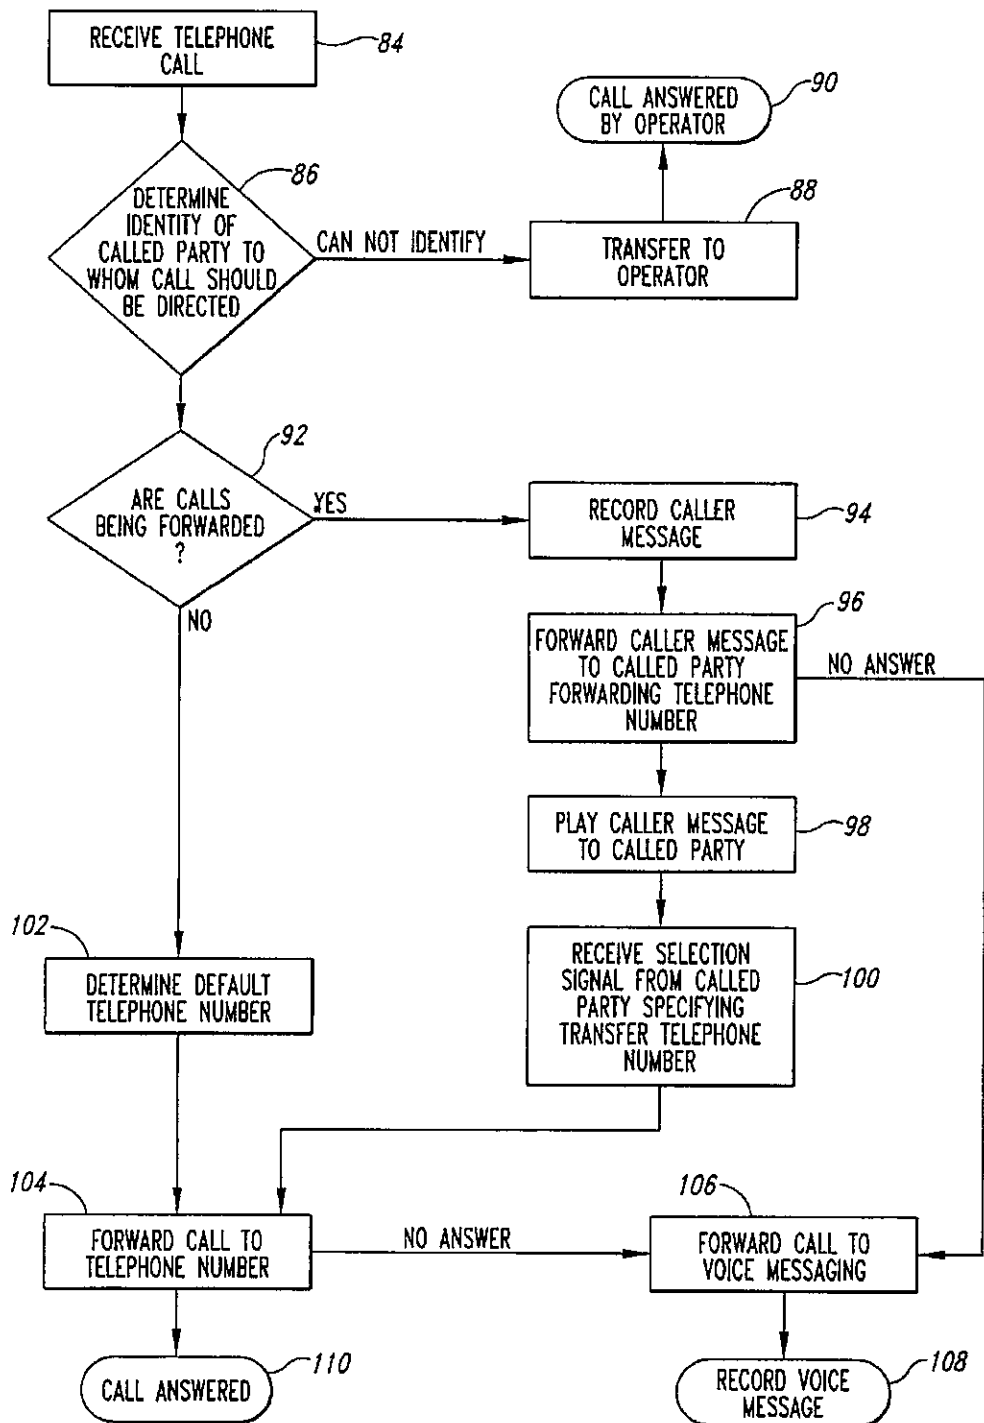 RECEIVE TELEPHONE
CALL
84
CALL ANSWERED
BY OPERATOR
90
DETERMINE
IDENTITY OF
CALLED PARTY TO
WHOM CALL SHOULD
BE DIRECTED
86
CAN NOT IDENTIFY
TRANSFER TO
OPERATOR
88
ARE CALLS
BEING FORWARDED
?
92
YES
NO
RECORD CALLER
MESSAGE
94
FORWARD CALLER MESSAGE
TO CALLED PARTY
FORWARDING TELEPHONE
NUMBER
96
NO ANSWER
PLAY CALLER MESSAGE
TO CALLED PARTY
98
RECEIVE SELECTION
SIGNAL FROM CALLED
PARTY SPECIFYING
TRANSFER TELEPHONE
NUMBER
100
102
DETERMINE DEFAULT
TELEPHONE NUMBER
104
FORWARD CALL TO
TELEPHONE NUMBER
NO ANSWER
106
FORWARD CALL TO
VOICE MESSAGING
CALL ANSWERED
110
RECORD VOICE
MESSAGE
108